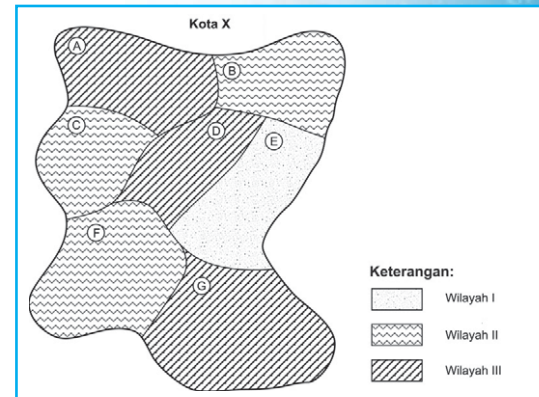 Kota X
A
B
C
D
E
F
G
Keterangan:
Wilayah I
Wilayah II
Wilayah III